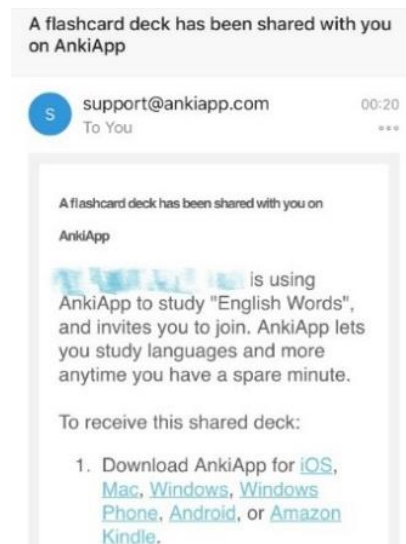 A flashcard deck has been shared with you
on AnkiApp
S
support@ankiapp.com
00:20
To You
A flashcard deck has been shared with you on
AnkiApp
is using
AnkiApp to study "English Words",
and invites you to join. AnkiApp lets
you study languages and more
anytime you have a spare minute.
To receive this shared deck:
1. Download AnkiApp for iOS,
Mac, Windows, Windows
Phone, Android, or Amazon
Kindle.